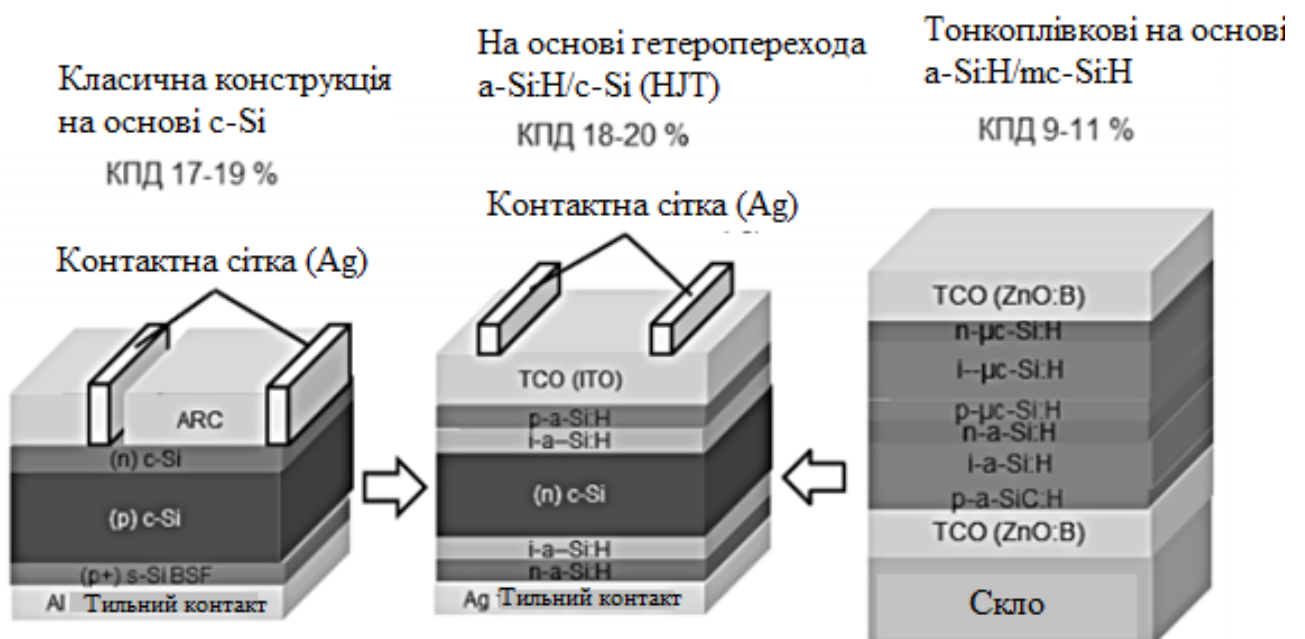 Класична конструкція
на основі c-Si
КПД 17-19 %
Контактна сітка (Ag)
ARC
(n) c-Si
(p) c-Si
(p+) s-Si BSF
Al Тильний контакт
На основі гетероперехода
a-Si:H/c-Si (HJT)
КПД 18-20 %
Контактна сітка (Ag)
TCO (ITO)
p-a-Si:H
i-a–Si:H
(n) c-Si
i-a–Si:H
n-a-Si:H
Ag Тильний контакт
Тонкоплівкові на основі
a-Si:H/mc-Si:H
КПД 9-11 %
TCO (ZnO:B)
n-μc-Si:H
i--μc-Si:H
p-μc-Si:H
n-a-Si:H
i-a-Si:H
p-a-SiC:H
TCO (ZnO:B)
Скло